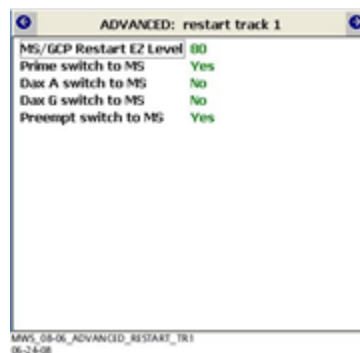 ADVANCED: restart track 1
MS/GCP Restart EZ Level 80
Prime switch to MS Yes
Dax A switch to MS No
Dax G switch to MS No
Preempt switch to MS Yes
MWS_08-06_ADVANCED_RESTART_TR1
06-24-08